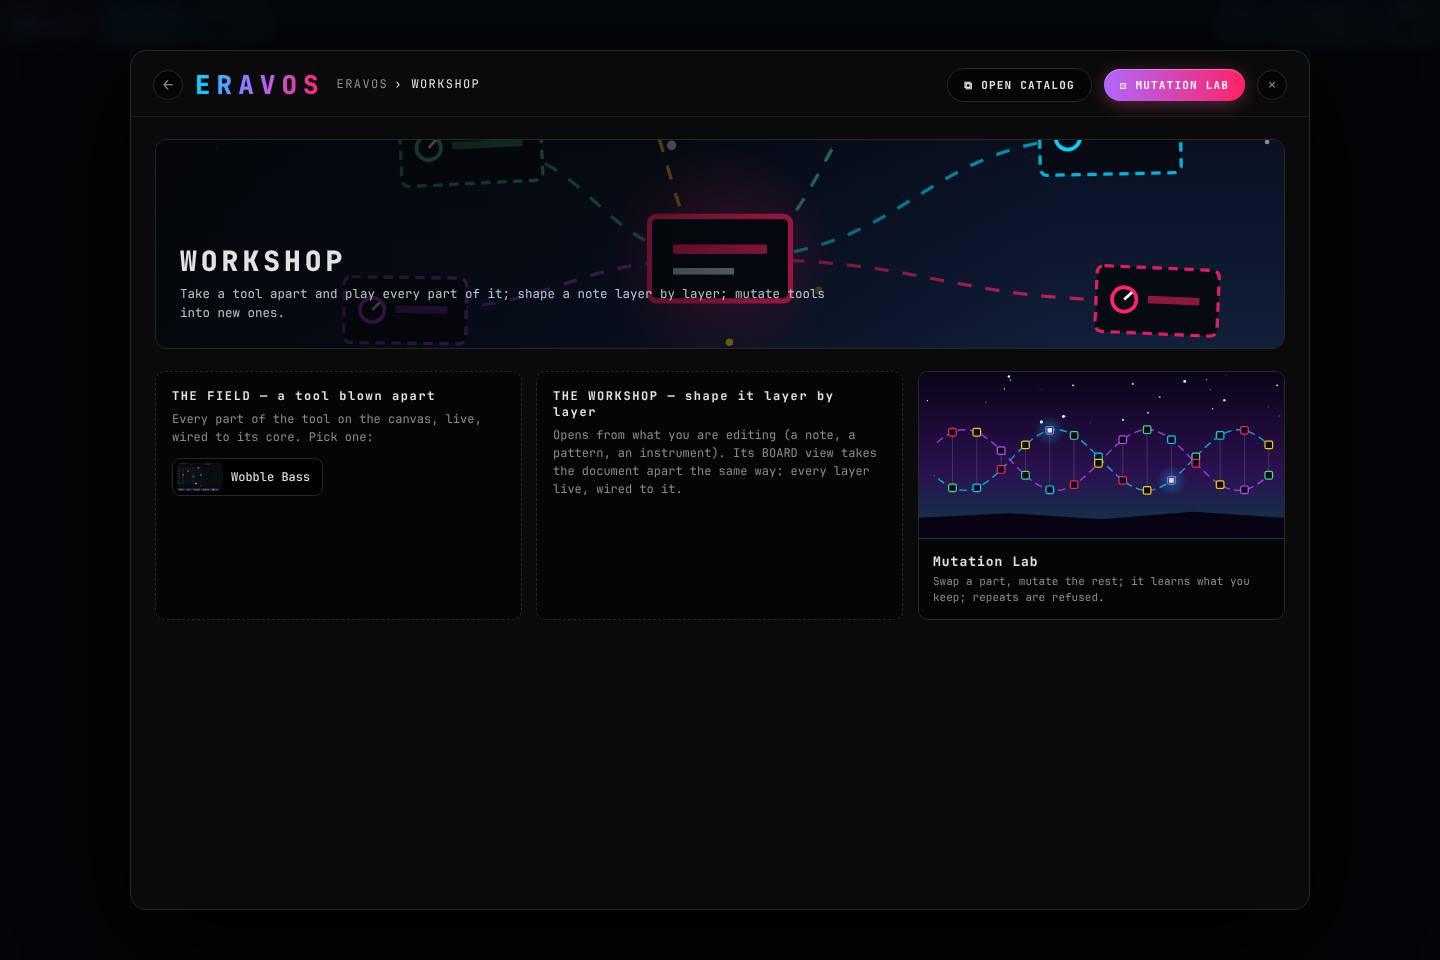 ERAVOS
ERAVOS › WORKSHOP
OPEN CATALOG
MUTATION LAB
WORKSHOP
Take a tool apart and play every part of it; shape a note layer by layer; mutate tools
into new ones.
THE FIELD — a tool blown apart
Every part of the tool on the canvas, live,
wired to its core. Pick one:
Wobble Bass
THE WORKSHOP — shape it layer by
layer
Opens from what you are editing (a note, a
pattern, an instrument). Its BOARD view takes
the document apart the same way: every layer
live, wired to it.
Mutation Lab
Swap a part, mutate the rest; it learns what you
keep; repeats are refused.